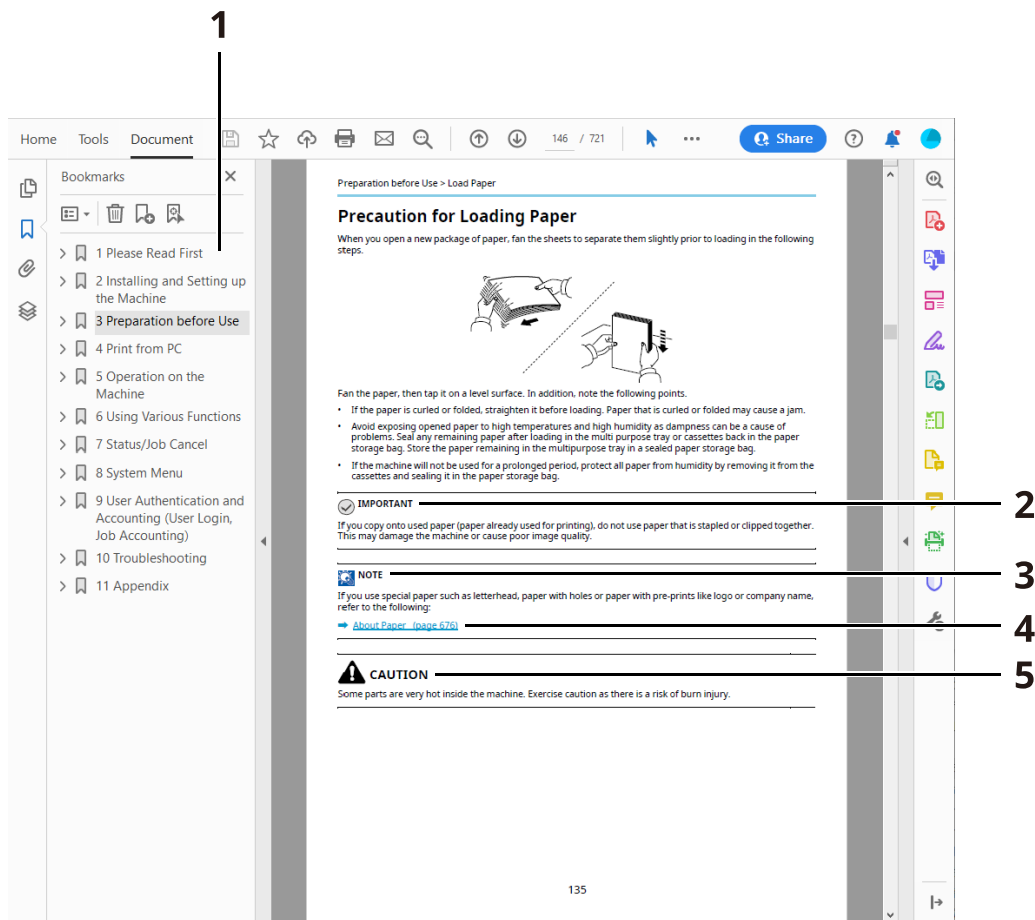 1
Home Tools Document 146 / 721 Share
Bookmarks
1 Please Read First
2 Installing and Setting up
the Machine
3 Preparation before Use
4 Print from PC
5 Operation on the
Machine
6 Using Various Functions
7 Status/Job Cancel
8 System Menu
9 User Authentication and
Accounting (User Login,
Job Accounting)
10 Troubleshooting
11 Appendix
Preparation before Use > Load Paper
Precaution for Loading Paper
When you open a new package of paper, fan the sheets to separate them slightly prior to loading in the following
steps.
Fan the paper, then tap it on a level surface. In addition, note the following points.
• If the paper is curled or folded, straighten it before loading. Paper that is curled or folded may cause a jam.
• Avoid exposing opened paper to high temperatures and high humidity as dampness can be a cause of
problems. Seal any remaining paper after loading in the multi purpose tray or cassettes back in the paper
storage bag. Store the paper remaining in the multipurpose tray in a sealed paper storage bag.
• If the machine will not be used for a prolonged period, protect all paper from humidity by removing it from the
cassettes and sealing it in the paper storage bag.
IMPORTANT
2
If you copy onto used paper (paper already used for printing), do not use paper that is stapled or clipped together.
This may damage the machine or cause poor image quality.
NOTE
3
If you use special paper such as letterhead, paper with holes or paper with pre-prints like logo or company name,
refer to the following:
About Paper (page 676)
4
CAUTION
5
Some parts are very hot inside the machine. Exercise caution as there is a risk of burn injury.
135